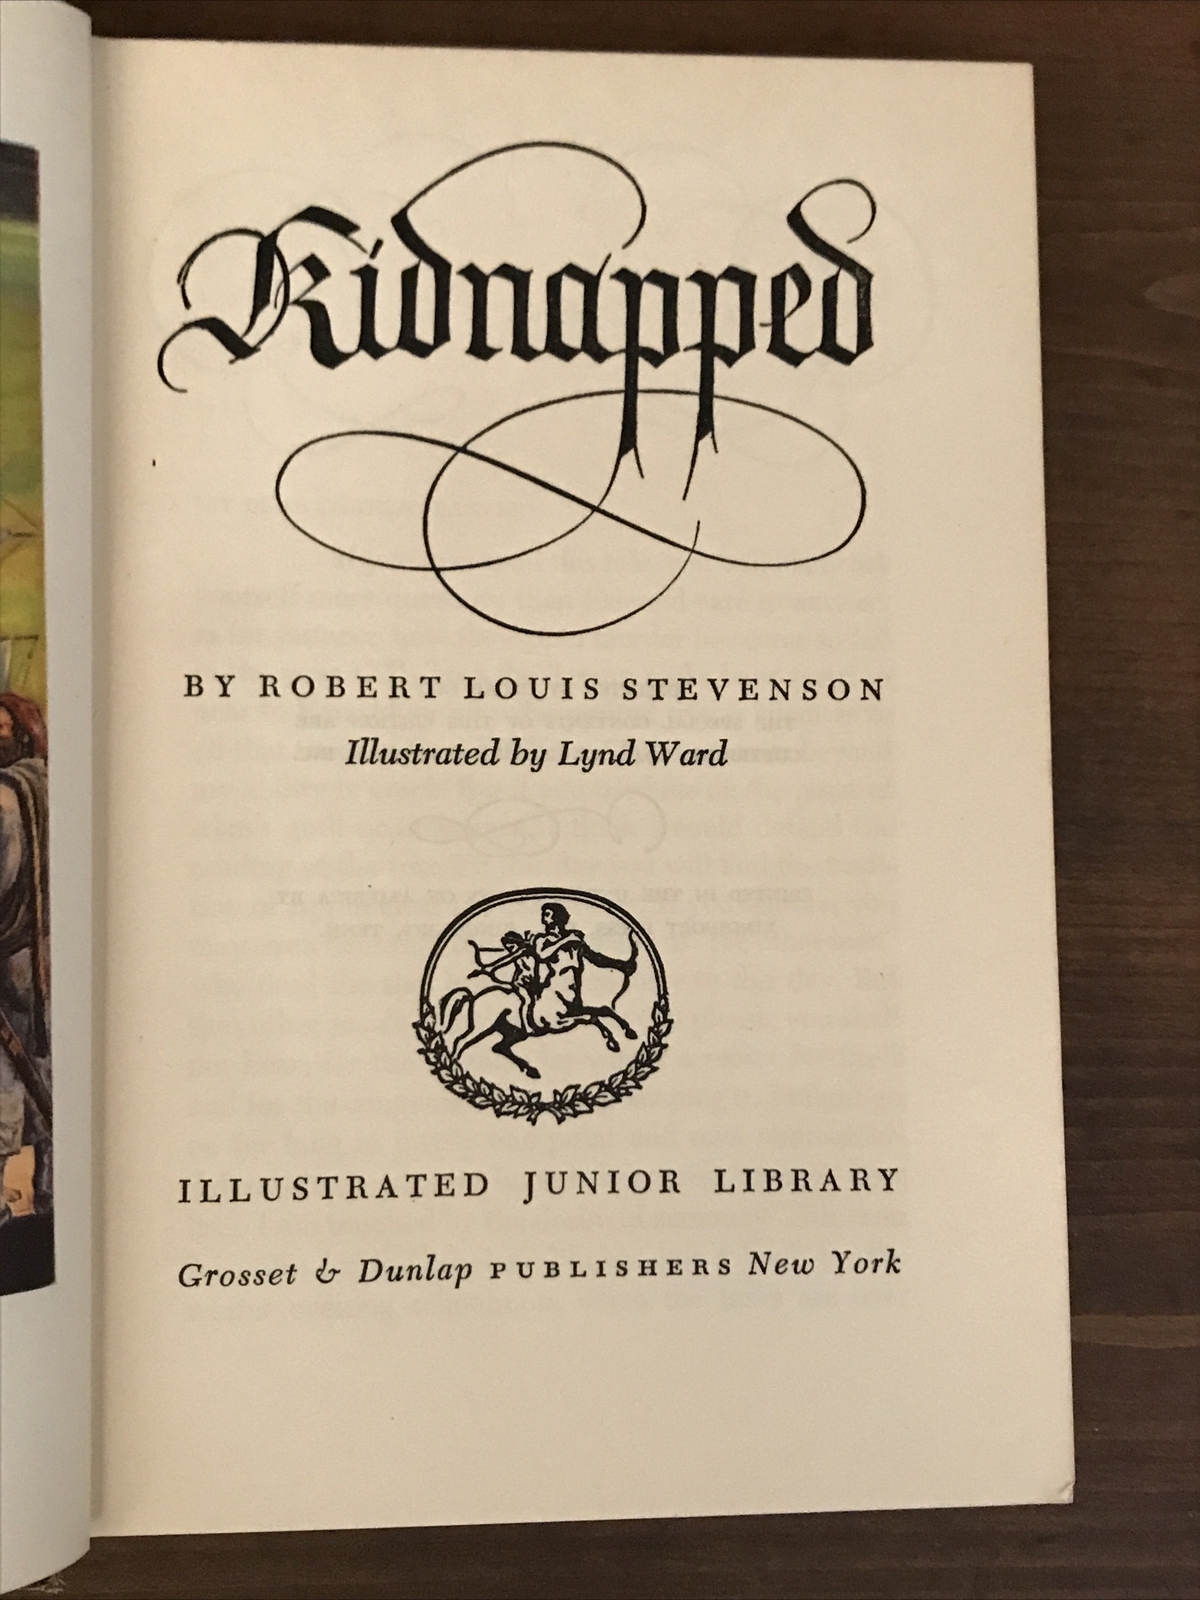 Kidnapped
BY ROBERT LOUIS STEVENSON
Illustrated by Lynd Ward
ILLUSTRATED JUNIOR LIBRARY
Grosset & Dunlap PUBLISHERS New York